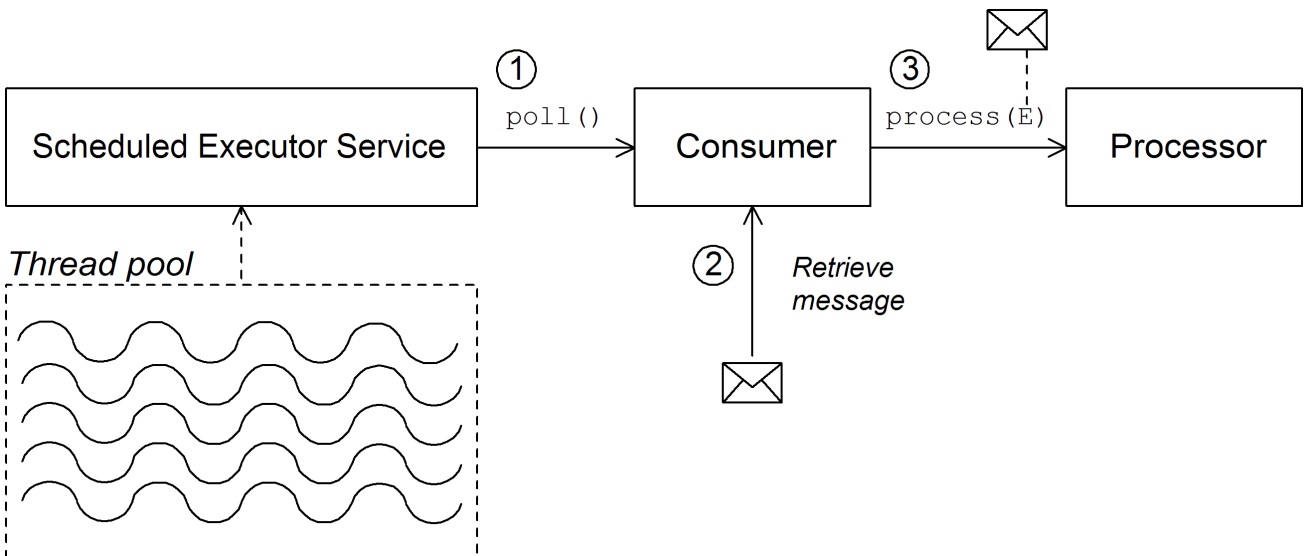 ①
③
poll()
process(E)
Scheduled Executor Service
Consumer
Processor
Thread pool
②
Retrieve
message